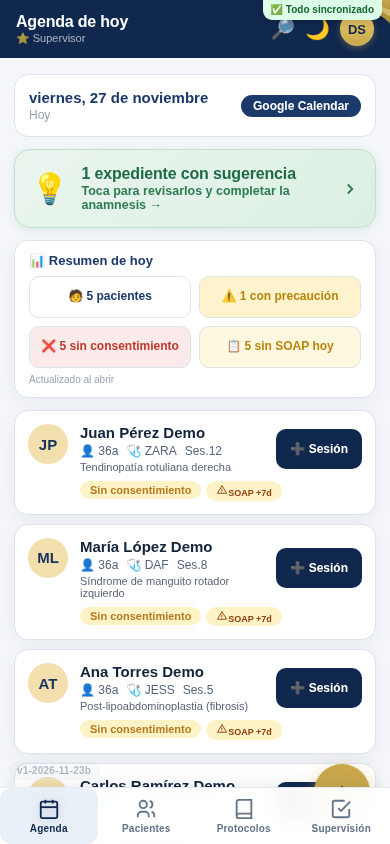 Agenda de hoy
⭐ Supervisor
✅ Todo sincronizado
DS
viernes, 27 de noviembre
Hoy
Google Calendar
1 expediente con sugerencia
Toca para revisarlos y completar la
anamnesis →
📊 Resumen de hoy
🧑 5 pacientes
⚠️ 1 con precaución
❌ 5 sin consentimiento
📋 5 sin SOAP hoy
Actualizado al abrir
JP
Juan Pérez Demo
👤 36a 🩺 ZARA Ses.12
Tendinopatía rotuliana derecha
Sin consentimiento
⚠SOAP +7d
➕ Sesión
ML
María López Demo
👤 36a 🩺 DAF Ses.8
Síndrome de manguito rotador
izquierdo
Sin consentimiento
⚠SOAP +7d
➕ Sesión
AT
Ana Torres Demo
👤 36a 🩺 JESS Ses.5
Post-lipoabdominoplastia (fibrosis)
Sin consentimiento
⚠SOAP +7d
➕ Sesión
v1-2026-11-23b
Carlos Ramírez Demo
Agenda
Pacientes
Protocolos
Supervisión